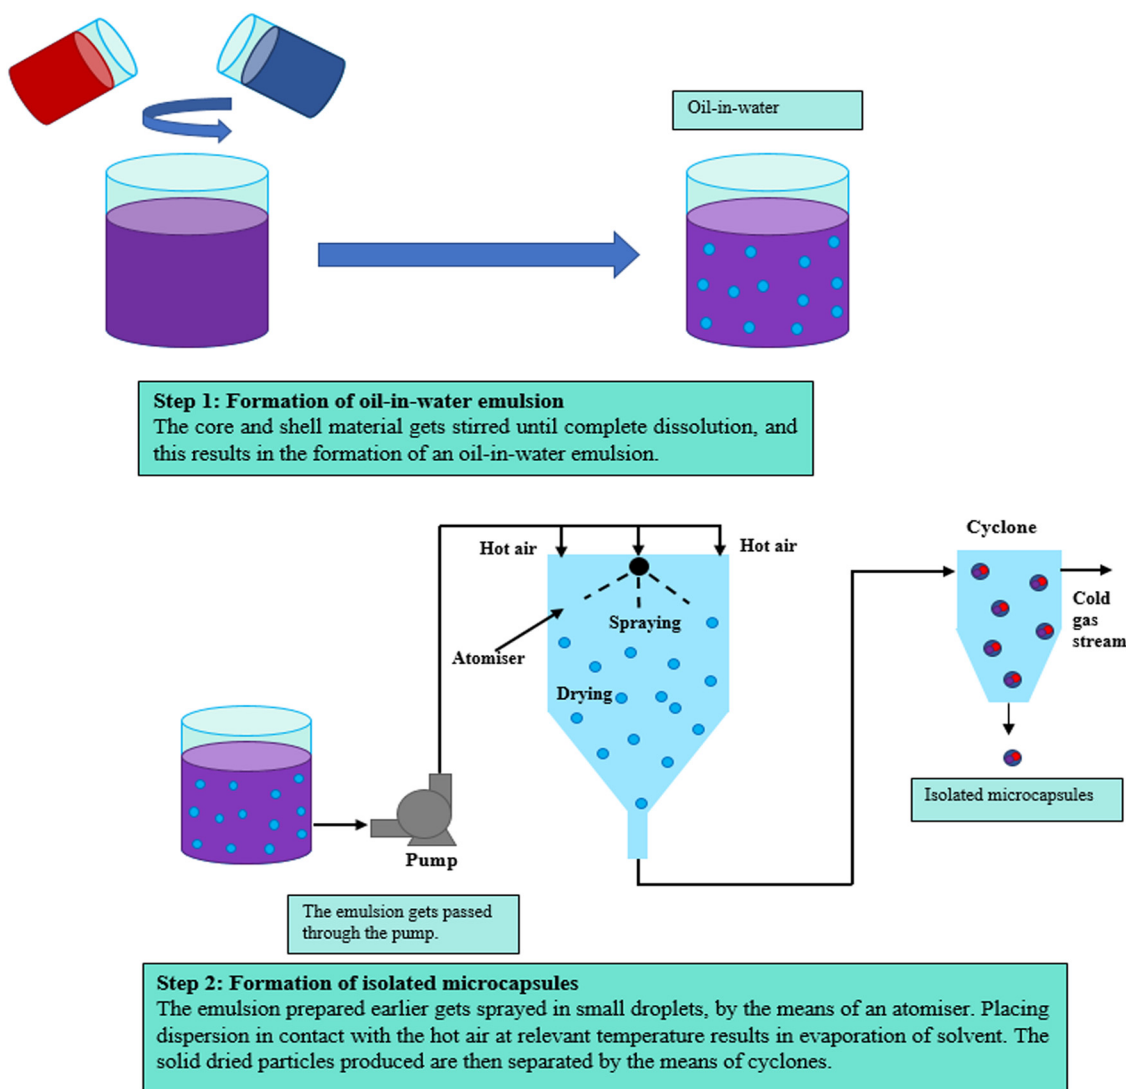 Oil-in-water
Step 1: Formation of oil-in-water emulsion
The core and shell material gets stirred until complete dissolution, and
this results in the formation of an oil-in-water emulsion.
Hot air
Hot air
Cyclone
Cold
gas
stream
Spraying
Atomiser
Drying
Isolated microcapsules
Pump
The emulsion gets passed
through the pump.
Step 2: Formation of isolated microcapsules
The emulsion prepared earlier gets sprayed in small droplets, by the means of an atomiser. Placing
dispersion in contact with the hot air at relevant temperature results in evaporation of solvent. The
solid dried particles produced are then separated by the means of cyclones.